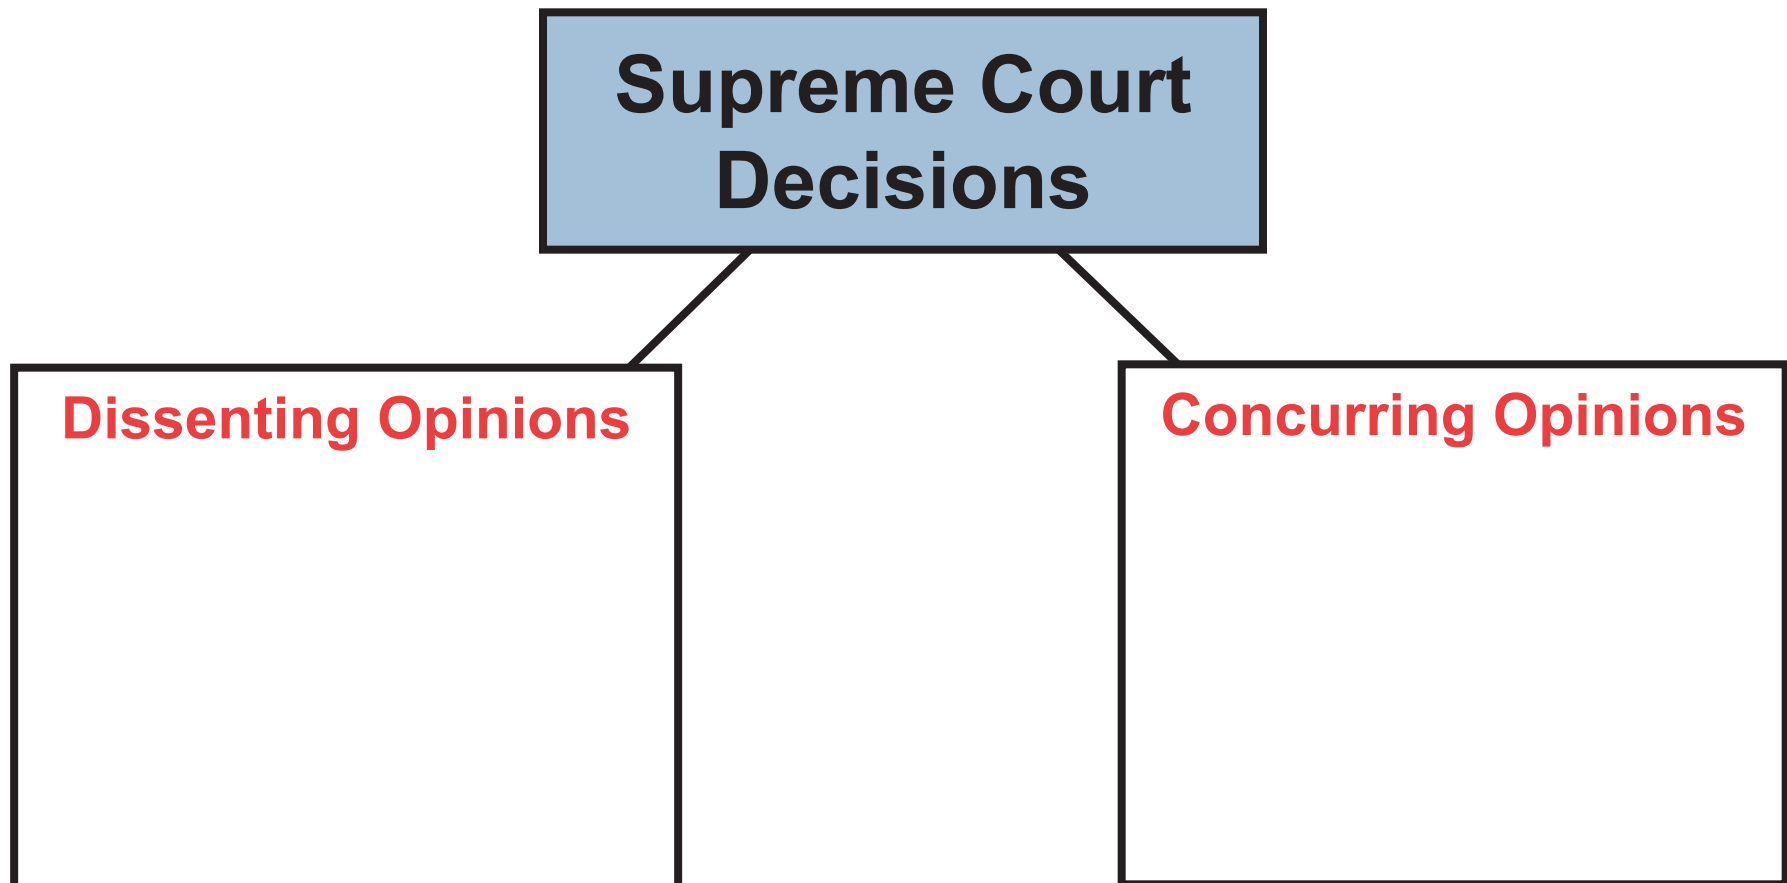 Supreme Court
Decisions
Dissenting Opinions
Concurring Opinions